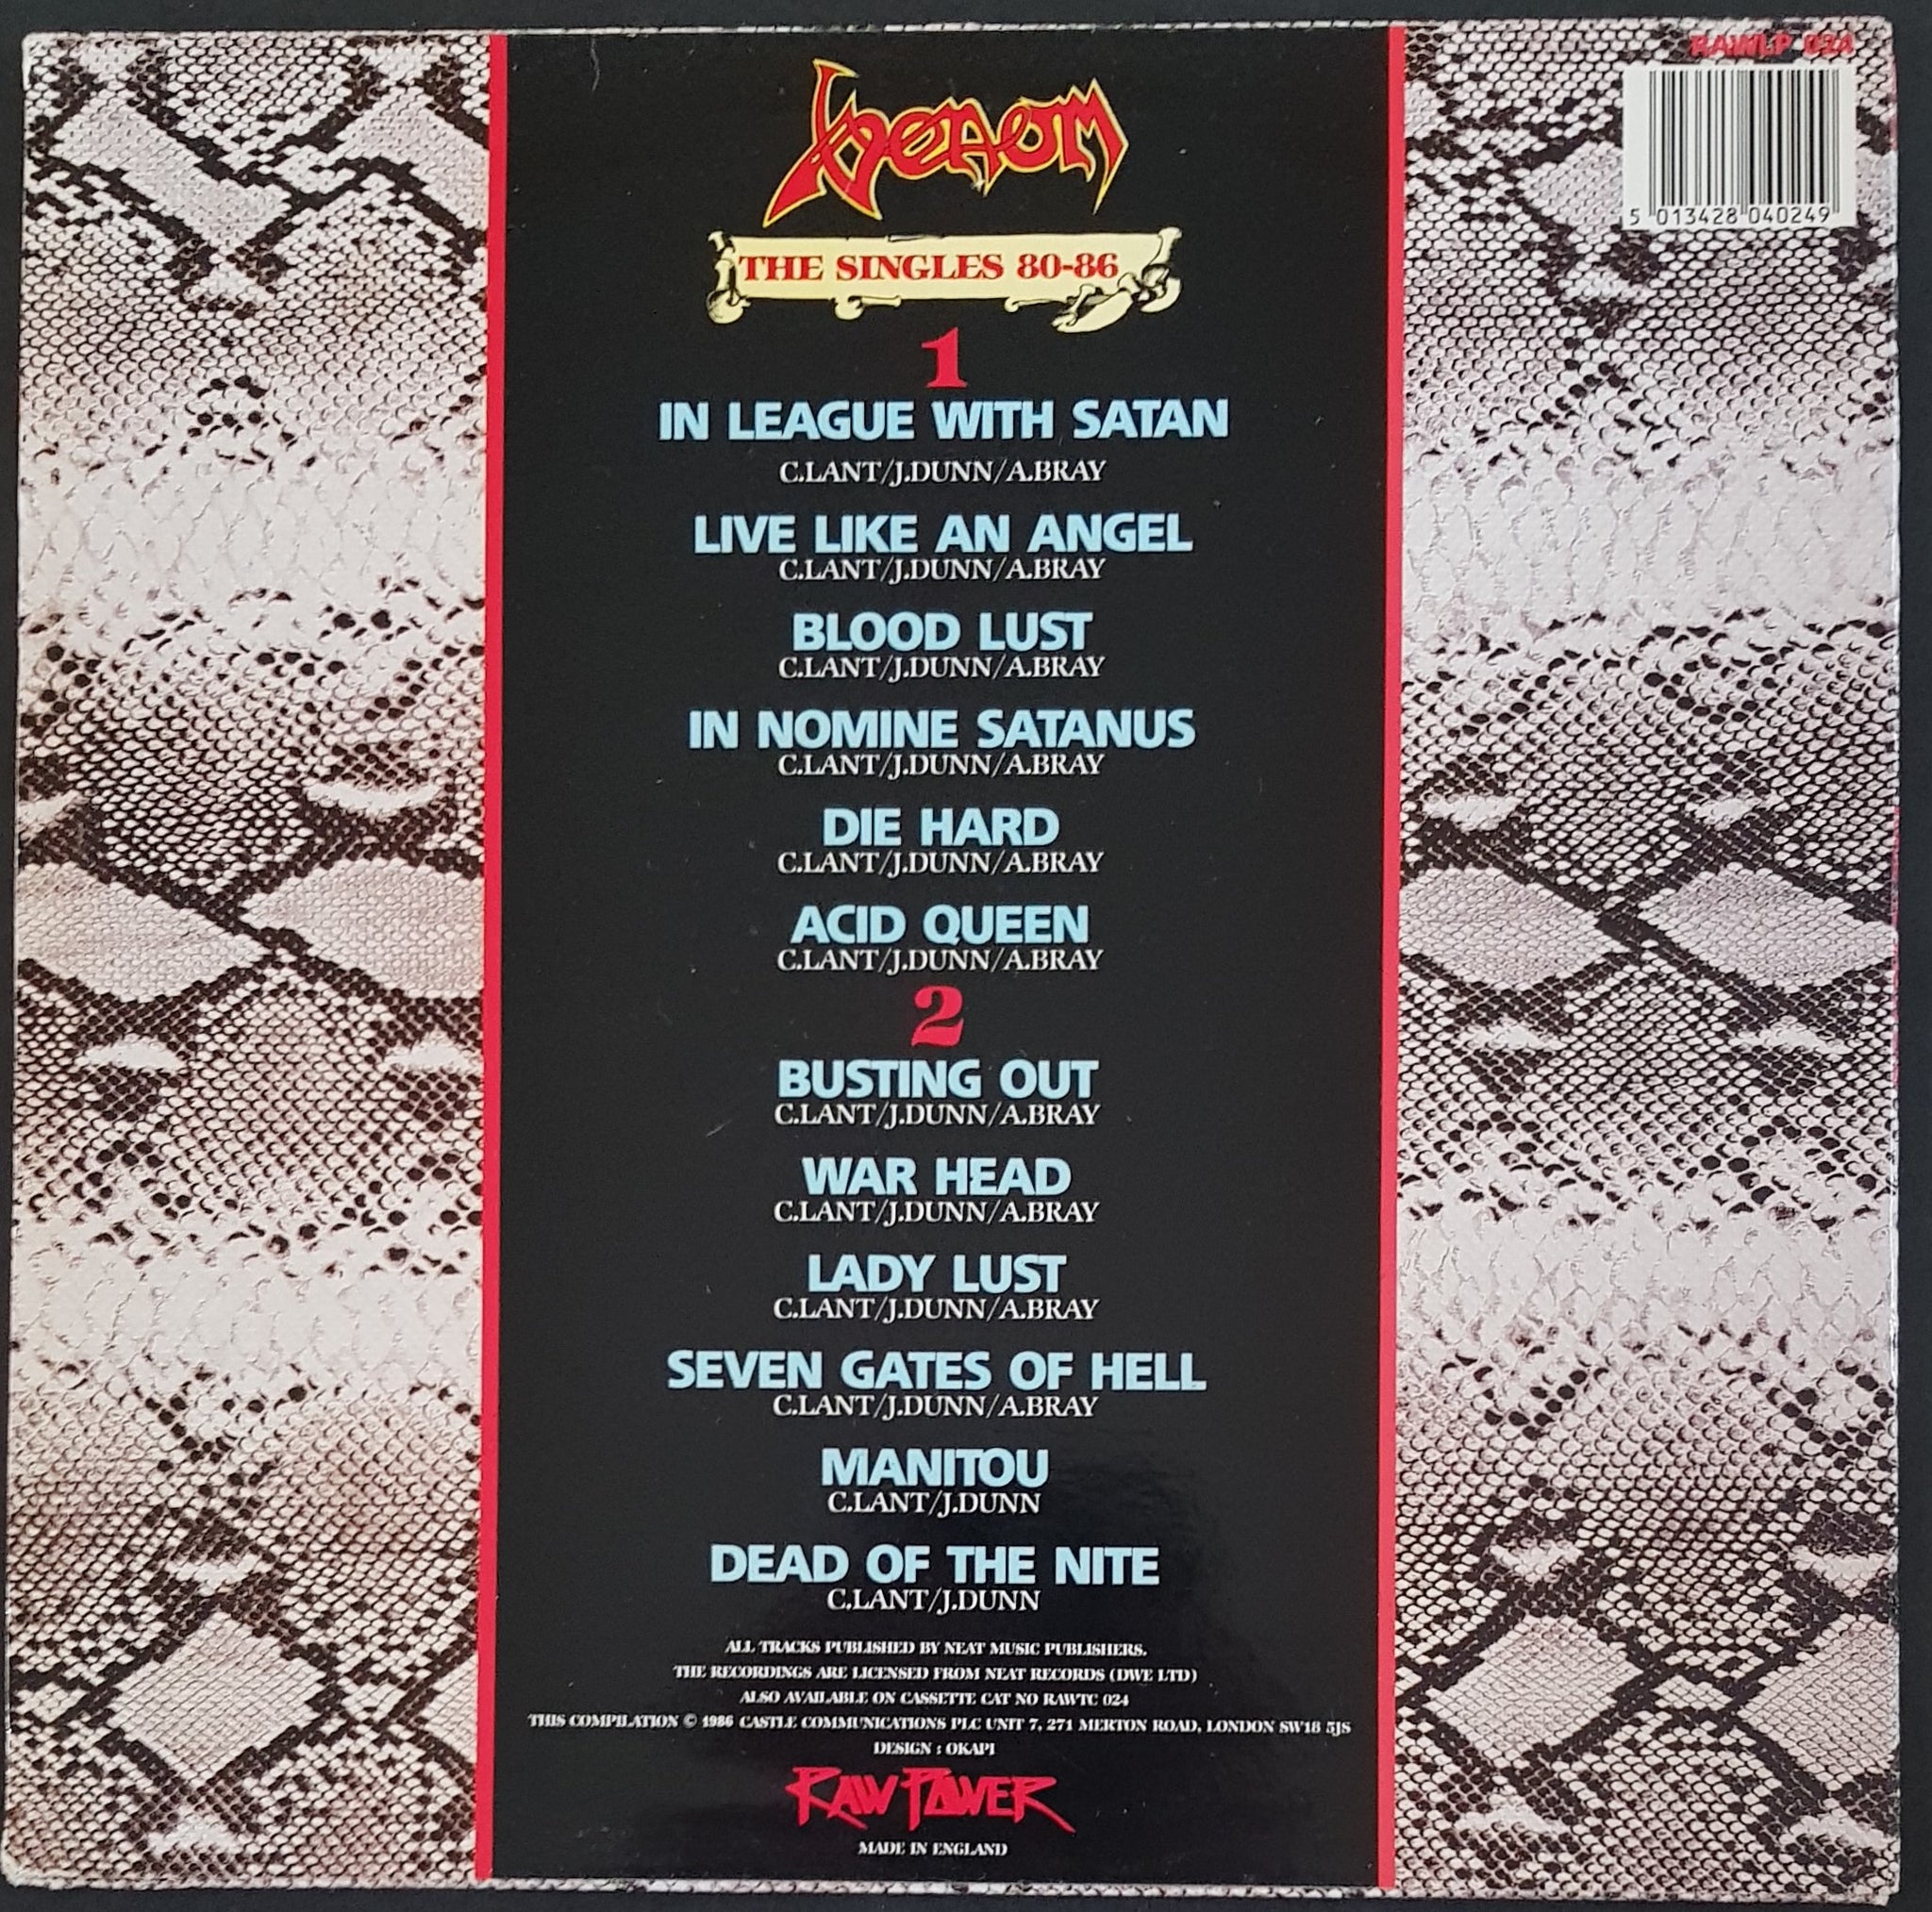 RAWLP 024
5 013428 040249
VENOM
THE SINGLES 80-86
1
IN LEAGUE WITH SATAN
C.LANT/J.DUNN/A.BRAY
LIVE LIKE AN ANGEL
C.LANT/J.DUNN/A.BRAY
BLOOD LUST
C.LANT/J.DUNN/A.BRAY
IN NOMINE SATANUS
C.LANT/J.DUNN/A.BRAY
DIE HARD
C.LANT/J.DUNN/A.BRAY
ACID QUEEN
C.LANT/J.DUNN/A.BRAY
2
BUSTING OUT
C.LANT/J.DUNN/A.BRAY
WAR HEAD
C.LANT/J.DUNN/A.BRAY
LADY LUST
C.LANT/J.DUNN/A.BRAY
SEVEN GATES OF HELL
C.LANT/J.DUNN/A.BRAY
MANITOU
C.LANT/J.DUNN
DEAD OF THE NITE
C.LANT/J.DUNN
ALL TRACKS PUBLISHED BY NEAT MUSIC PUBLISHERS.
THE RECORDINGS ARE LICENSED FROM NEAT RECORDS (DWE LTD)
ALSO AVAILABLE ON CASSETTE CAT NO RAWTC 024
THIS COMPILATION © 1986 CASTLE COMMUNICATIONS PLC UNIT 7, 271 MERTON ROAD, LONDON SW18 5JS
DESIGN : OKAPI
RAW POWER
MADE IN ENGLAND